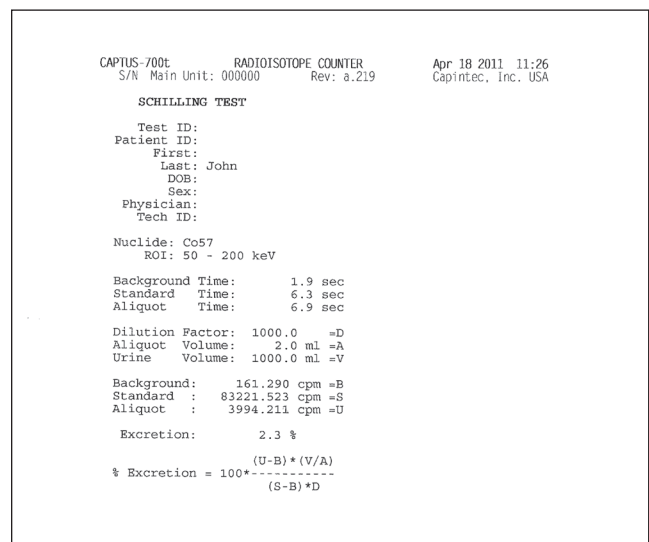 CAPTUS-700t RADIOISOTOPE COUNTER Apr 18 2011 11:26
S/N Main Unit: 000000 Rev: a.219 Capintec, Inc. USA
SCHILLING TEST
Test ID:
Patient ID:
First:
Last: John
DOB:
Sex:
Physician:
Tech ID:
Nuclide: Co57
ROI: 50 - 200 keV
Background Time: 1.9 sec
Standard Time: 6.3 sec
Aliquot Time: 6.9 sec
Dilution Factor: 1000.0 =D
Aliquot Volume: 2.0 ml =A
Urine Volume: 1000.0 ml =V
Background: 161.290 cpm =B
Standard : 83221.523 cpm =S
Aliquot : 3994.211 cpm =U
Excretion: 2.3 %
(U-B)*(V/A)
% Excretion = 100*-----------
(S-B)*D